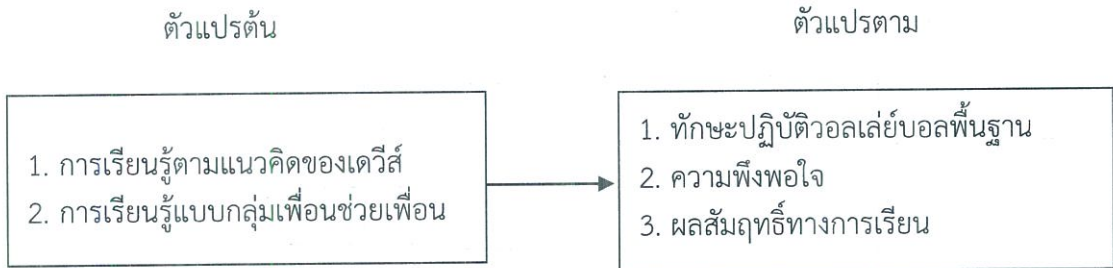 ตัวแปรต้น
ตัวแปรตาม
1. การเรียนรู้ตามแนวคิดของเดวีส์
2. การเรียนรู้แบบกลุ่มเพื่อนช่วยเพื่อน
1. ทักษะปฏิบัติวอลเล่ย์บอลพื้นฐาน
2. ความพึงพอใจ
3. ผลสัมฤทธิ์ทางการเรียน